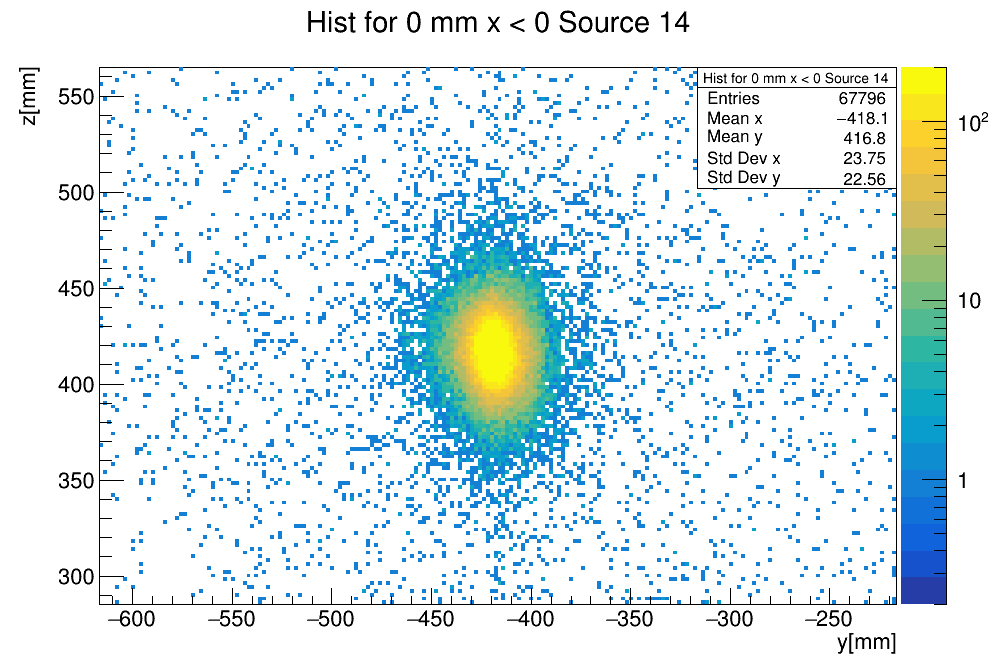 Hist for 0 mm x < 0 Source 14
z[mm]
Hist for 0 mm x < 0 Source 14
Entries 67796
Mean x −418.1
Mean y 416.8
Std Dev x 23.75
Std Dev y 22.56
550
500
450
400
350
300
10²
10
1
−600 −550 −500 −450 −400 −350 −300 −250
y[mm]